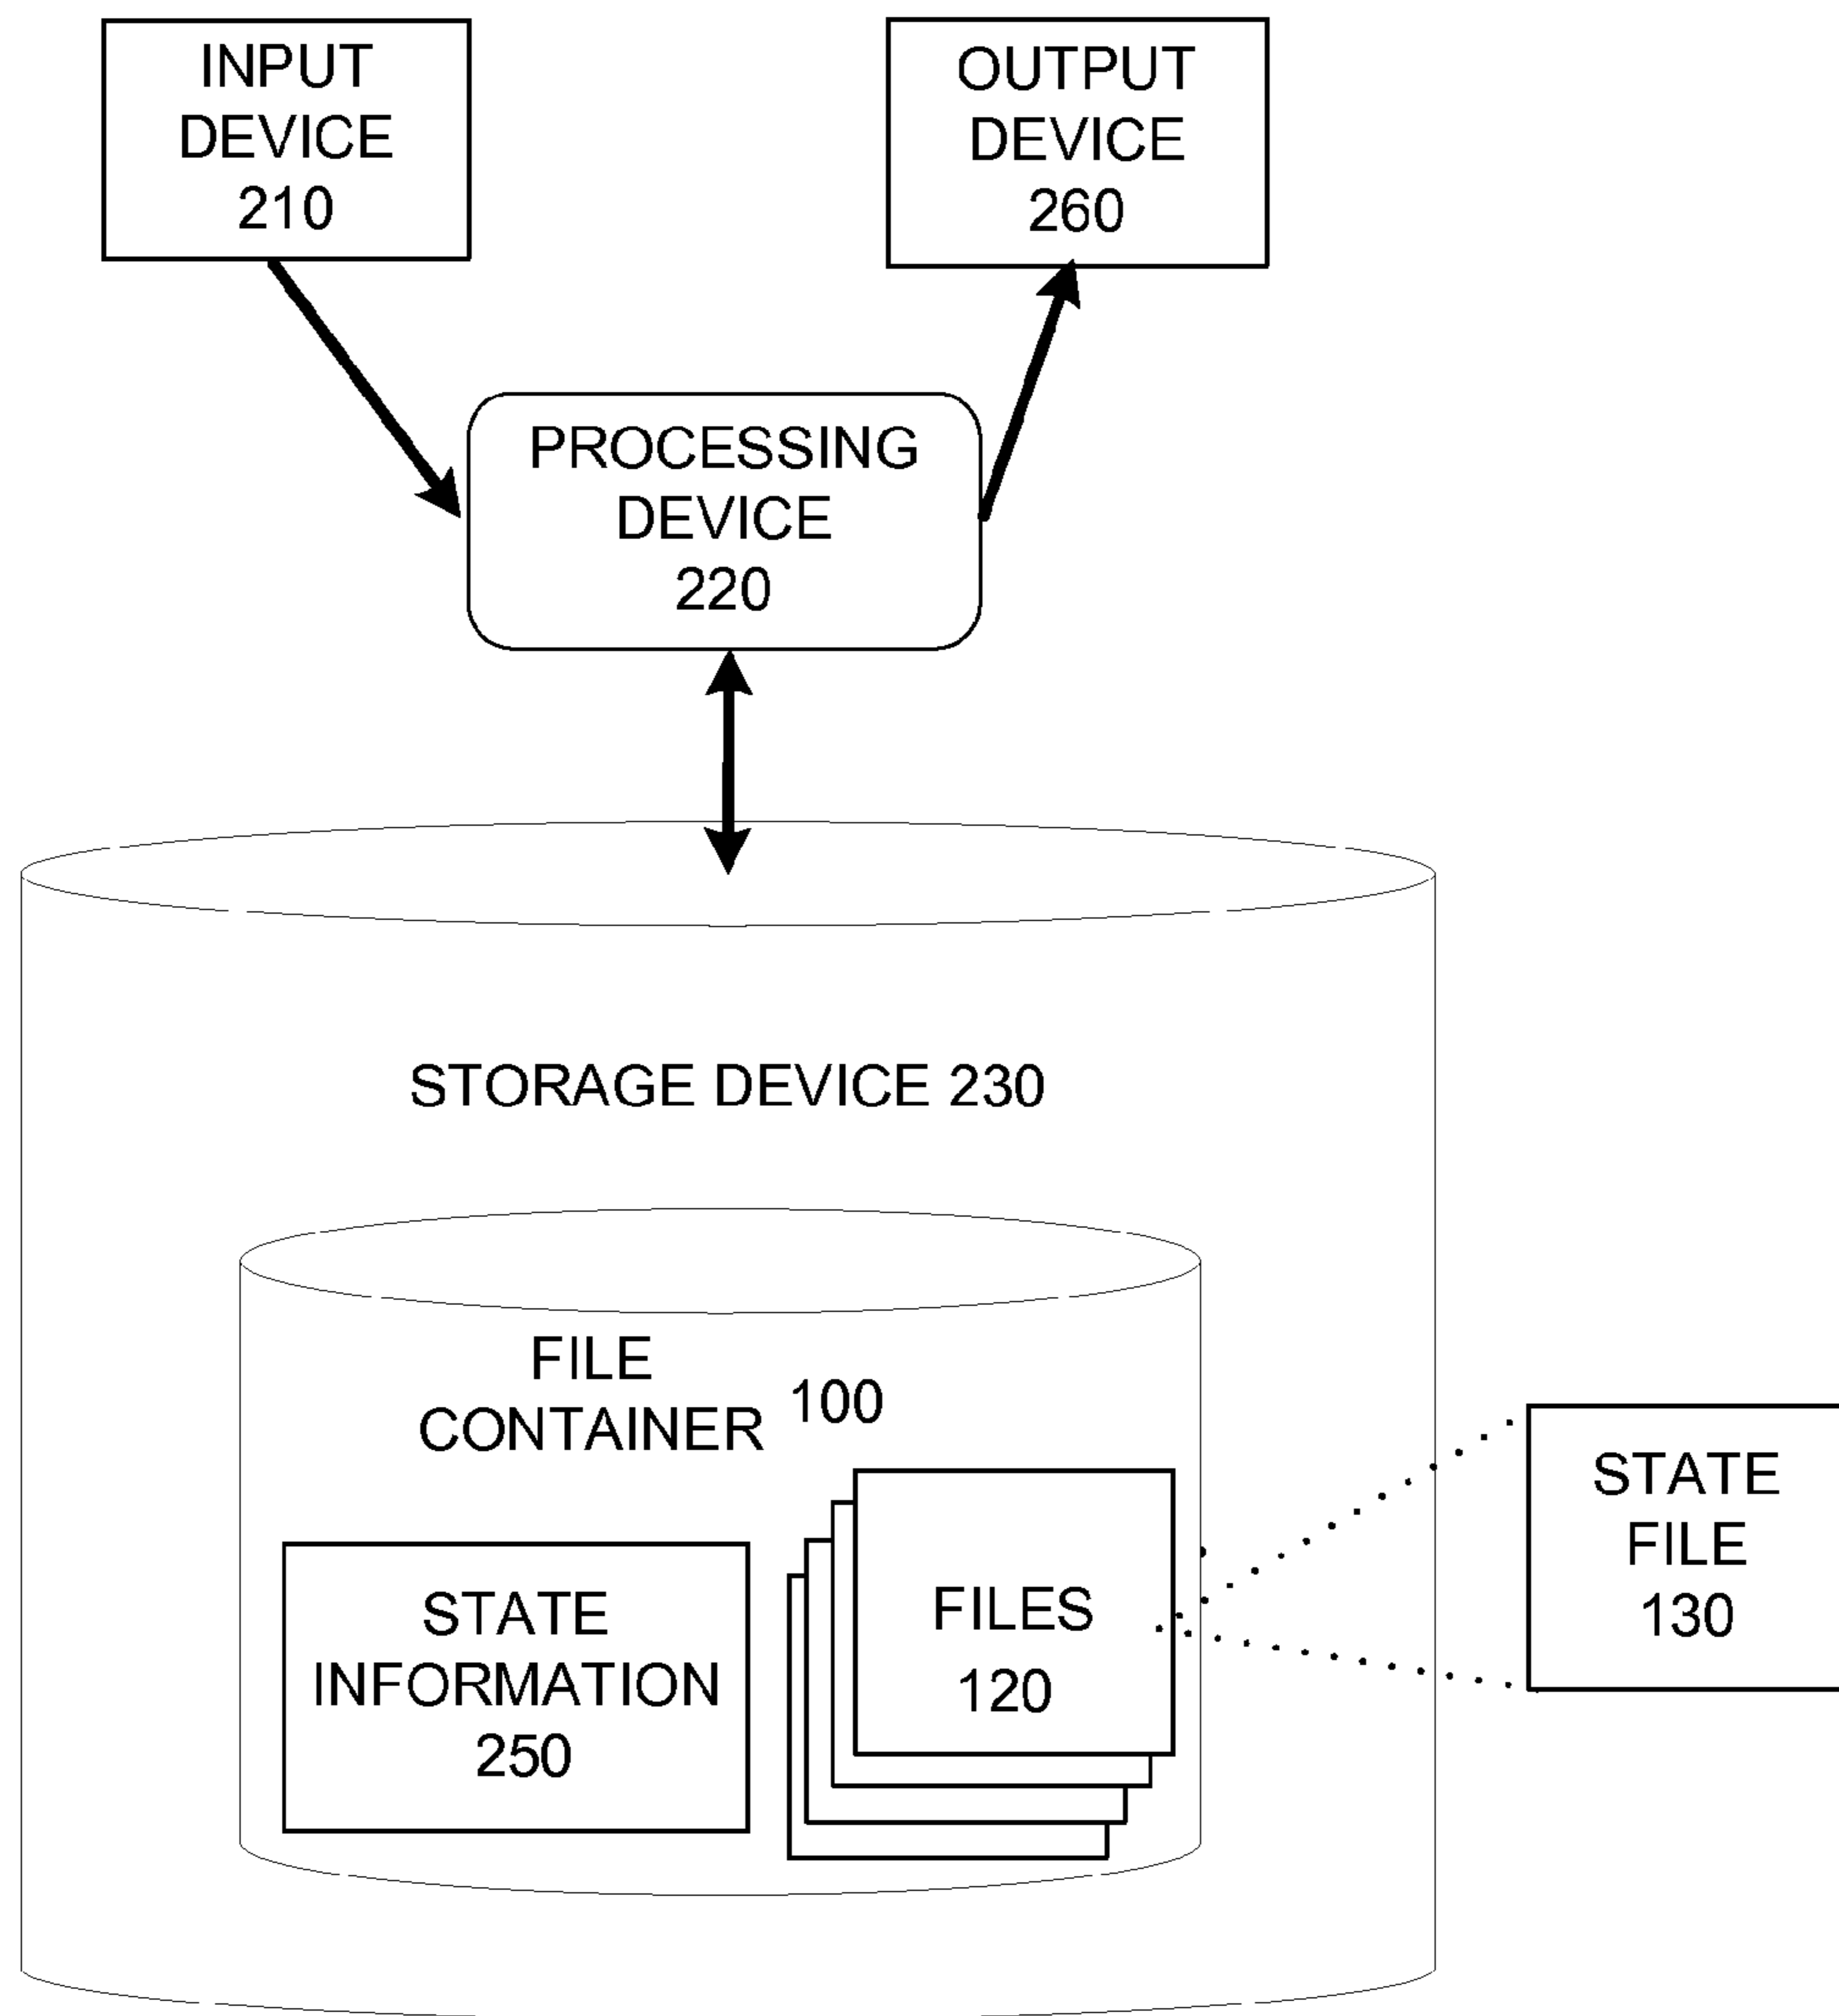 INPUT
DEVICE
210
OUTPUT
DEVICE
260
PROCESSING
DEVICE
220
STORAGE DEVICE 230
FILE
CONTAINER 100
STATE
INFORMATION
250
FILES
120
STATE
FILE
130